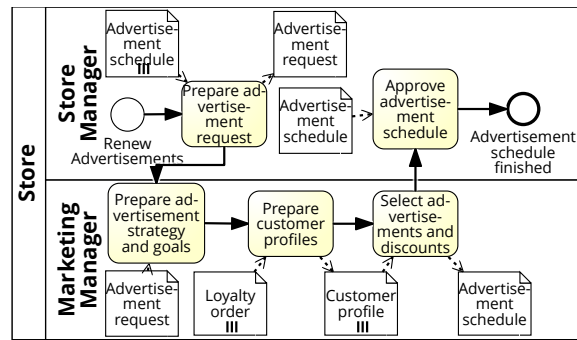 Store
Store
Manager
Advertise-
ment
schedule
Advertise-
ment
request
Prepare ad-
vertise-
ment
request
Renew
Advertisements
Advertise-
ment
schedule
Approve
advertise-
ment
schedule
Advertisement
schedule
finished
Marketing
Manager
Prepare ad-
vertisement
strategy
and goals
Prepare
customer
profiles
Select ad-
vertise-
ments and
discounts
Advertise-
ment
request
Loyalty
order
Customer
profile
Advertise-
ment
schedule